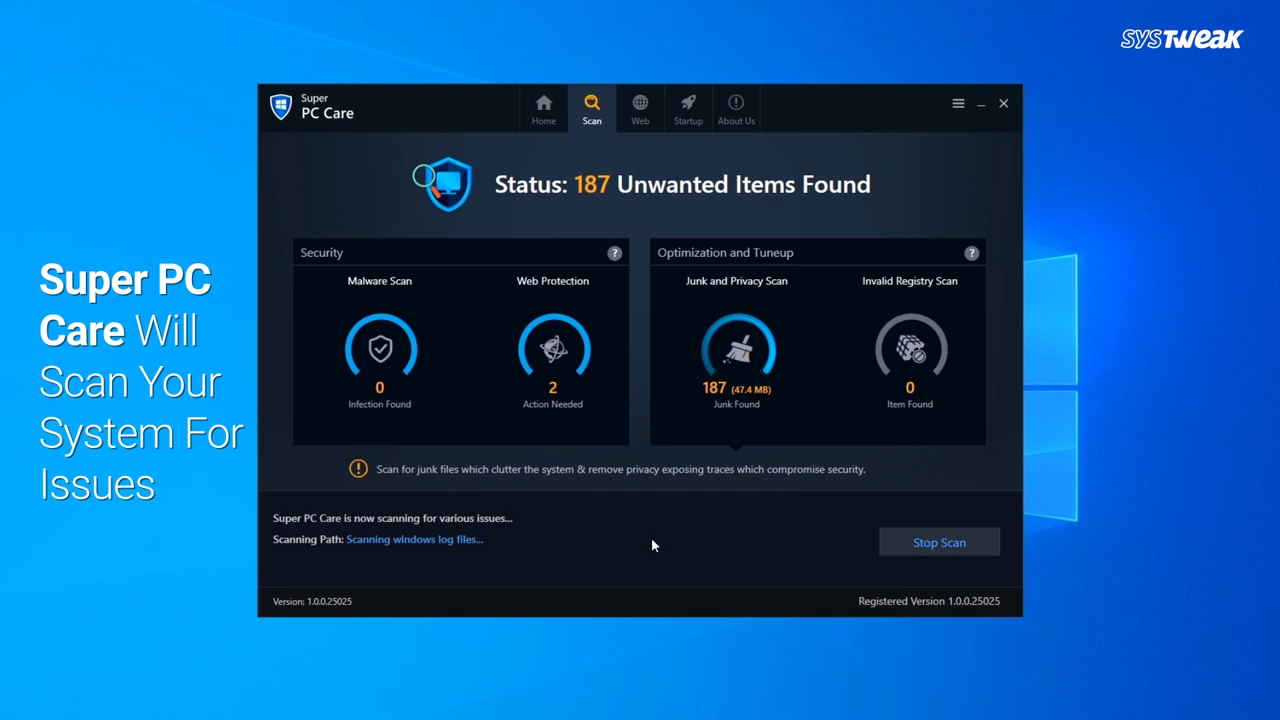 SYSTweak
Super
PC Care
Home
Scan
Web
Startup
About Us
Status: 187 Unwanted Items Found
Security
?
Optimization and Tuneup
?
Malware Scan
Web Protection
Junk and Privacy Scan
Invalid Registry Scan
0
2
187 (47.4 MB)
0
Infection Found
Action Needed
Junk Found
Item Found
Scan for junk files which clutter the system & remove privacy exposing traces which compromise security.
Super PC Care is now scanning for various issues...
Scanning Path: Scanning windows log files...
Stop Scan
Version: 1.0.0.25025
Registered Version 1.0.0.25025
Super PC
Care Will
Scan Your
System For
Issues